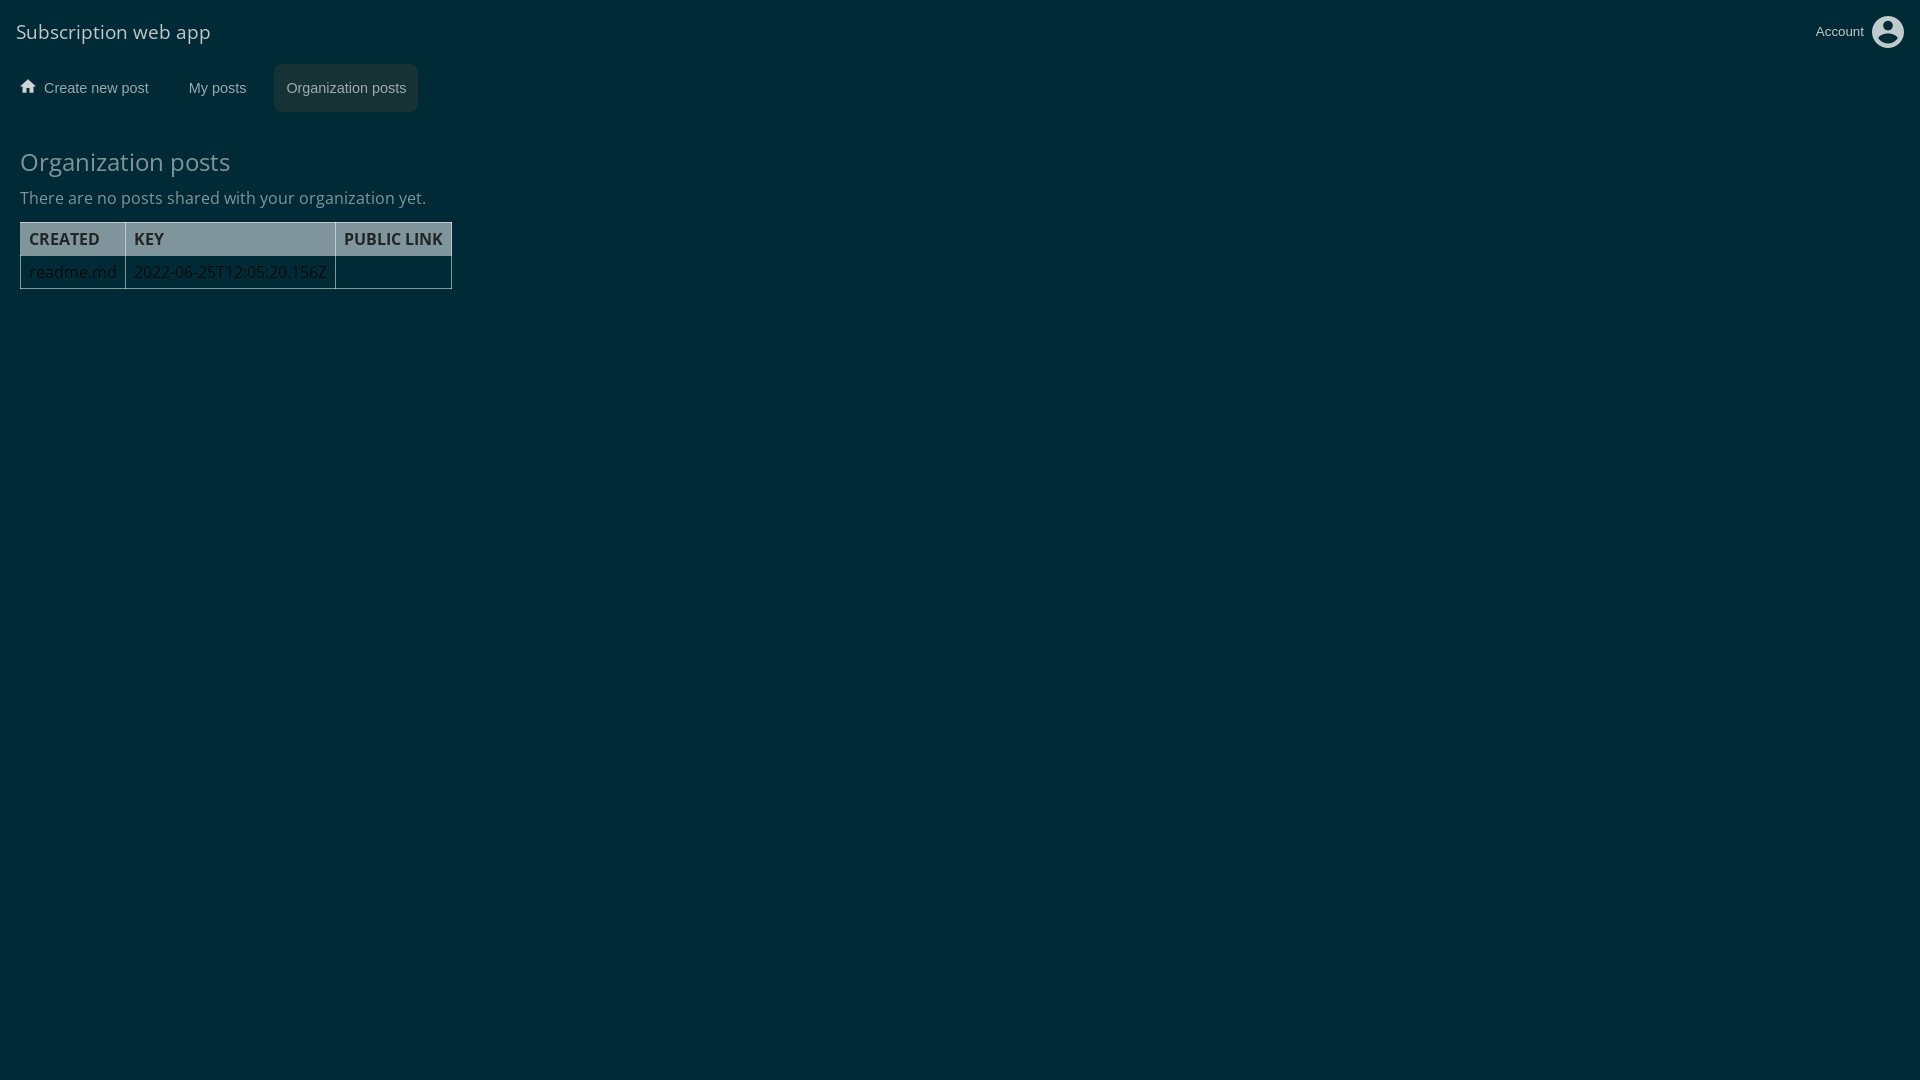 Subscription web app
Account
Create new post
My posts
Organization posts
Organization posts
There are no posts shared with your organization yet.
CREATED KEY PUBLIC LINK
readme.md 2022-06-25T12:05:20.156Z